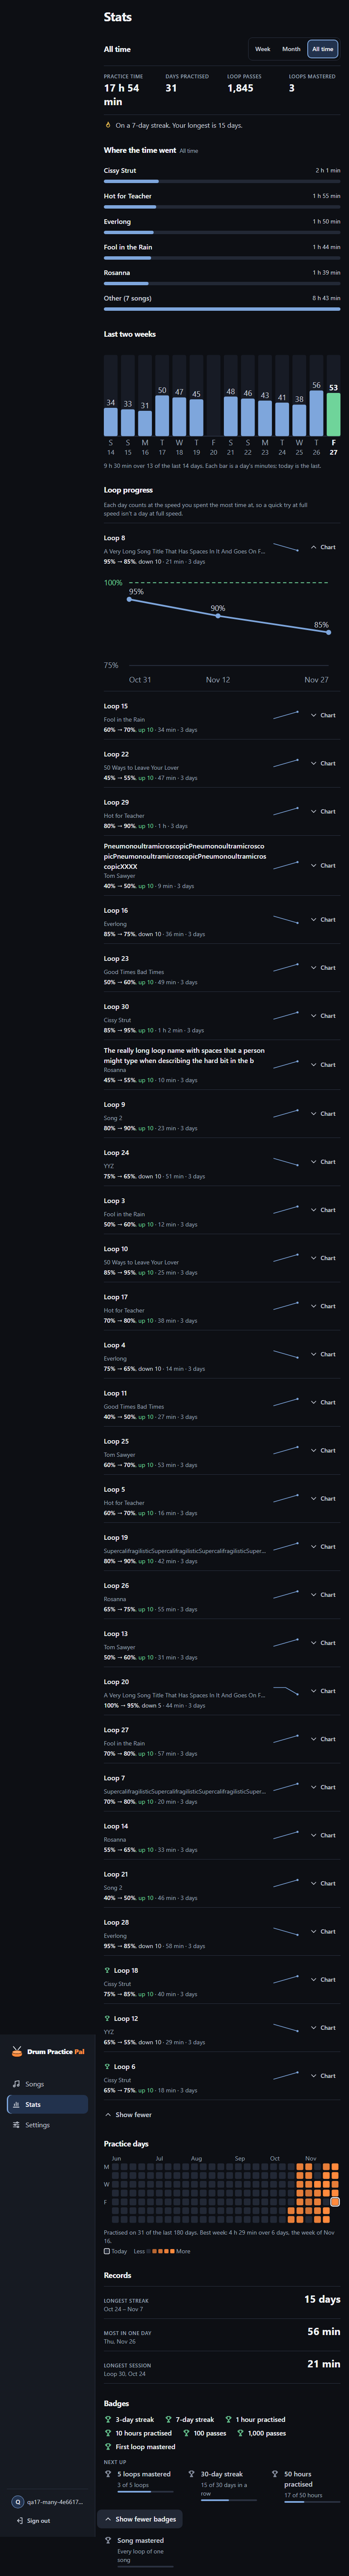 Stats
All time
Week Month All time
PRACTICE TIME DAYS PRACTISED LOOP PASSES LOOPS MASTERED
17 h 54 min 31 1,845 3
On a 7-day streak. Your longest is 15 days.
Where the time went All time
Cissy Strut 2 h 1 min
Hot for Teacher 1 h 55 min
Everlong 1 h 50 min
Fool in the Rain 1 h 44 min
Rosanna 1 h 39 min
Other (7 songs) 8 h 43 min
Last two weeks
34 33 31 50 47 45 48 46 43 41 38 56 53
S S M T W T F S S M T W T F
14 15 16 17 18 19 20 21 22 23 24 25 26 27
9 h 30 min over 13 of the last 14 days. Each bar is a day's minutes; today is the last.
Loop progress
Each day counts at the speed you spent the most time at, so a quick try at full
speed isn't a day at full speed.
Loop 8
A Very Long Song Title That Has Spaces In It And Goes On F...
95% → 85%, down 10 · 21 min · 3 days
Chart
100%
95%
90%
85%
75%
Oct 31 Nov 12 Nov 27
Loop 15
Fool in the Rain
60% → 70%, up 10 · 34 min · 3 days
Chart
Loop 22
50 Ways to Leave Your Lover
45% → 55%, up 10 · 47 min · 3 days
Chart
Loop 29
Hot for Teacher
80% → 90%, up 10 · 1 h · 3 days
Chart
PneumonoultramicroscopicPneumonoultramicrosco
picPneumonoultramicroscopicPneumonoultramicros
copicXXXX
Tom Sawyer
40% → 50%, up 10 · 9 min · 3 days
Chart
Loop 16
Everlong
85% → 75%, down 10 · 36 min · 3 days
Chart
Loop 23
Good Times Bad Times
50% → 60%, up 10 · 49 min · 3 days
Chart
Loop 30
Cissy Strut
85% → 95%, up 10 · 1 h 2 min · 3 days
Chart
The really long loop name with spaces that a person
might type when describing the hard bit in the b
Rosanna
45% → 55%, up 10 · 10 min · 3 days
Chart
Loop 9
Song 2
80% → 90%, up 10 · 23 min · 3 days
Chart
Loop 24
YYZ
75% → 65%, down 10 · 51 min · 3 days
Chart
Loop 3
Fool in the Rain
50% → 60%, up 10 · 12 min · 3 days
Chart
Loop 10
50 Ways to Leave Your Lover
85% → 95%, up 10 · 25 min · 3 days
Chart
Loop 17
Hot for Teacher
70% → 80%, up 10 · 38 min · 3 days
Chart
Loop 4
Everlong
75% → 65%, down 10 · 14 min · 3 days
Chart
Loop 11
Good Times Bad Times
40% → 50%, up 10 · 27 min · 3 days
Chart
Loop 25
Tom Sawyer
60% → 70%, up 10 · 53 min · 3 days
Chart
Loop 5
Hot for Teacher
60% → 70%, up 10 · 16 min · 3 days
Chart
Loop 19
SupercalifragilisticSupercalifragilisticSupercalifragilisticSuper...
80% → 90%, up 10 · 42 min · 3 days
Chart
Loop 26
Rosanna
65% → 75%, up 10 · 55 min · 3 days
Chart
Loop 13
Tom Sawyer
50% → 60%, up 10 · 31 min · 3 days
Chart
Loop 20
A Very Long Song Title That Has Spaces In It And Goes On F...
100% → 95%, down 5 · 44 min · 3 days
Chart
Loop 27
Fool in the Rain
70% → 80%, up 10 · 57 min · 3 days
Chart
Loop 7
SupercalifragilisticSupercalifragilisticSupercalifragilisticSuper...
70% → 80%, up 10 · 20 min · 3 days
Chart
Loop 14
Rosanna
55% → 65%, up 10 · 33 min · 3 days
Chart
Loop 21
Song 2
40% → 50%, up 10 · 46 min · 3 days
Chart
Loop 28
Everlong
95% → 85%, down 10 · 58 min · 3 days
Chart
Loop 18
Cissy Strut
75% → 85%, up 10 · 40 min · 3 days
Chart
Loop 12
YYZ
65% → 55%, down 10 · 29 min · 3 days
Chart
Loop 6
Cissy Strut
65% → 75%, up 10 · 18 min · 3 days
Chart
Show fewer
Drum Practice Pal
Songs
Stats
Settings
qa17-many-4e6617...
Sign out
Practice days
Jun Jul Aug Sep Oct Nov
M
W
F
Practised on 31 of the last 180 days. Best week: 4 h 29 min over 6 days, the week of Nov
16.
Today Less More
Records
LONGEST STREAK 15 days
Oct 24 – Nov 7
MOST IN ONE DAY 56 min
Thu, Nov 26
LONGEST SESSION 21 min
Loop 30, Oct 24
Badges
3-day streak 7-day streak 1 hour practised
10 hours practised 100 passes 1,000 passes
First loop mastered
NEXT UP
5 loops mastered
3 of 5 loops
30-day streak
15 of 30 days in a
row
50 hours
practised
17 of 50 hours
Show fewer badges
Song mastered
Every loop of one
song